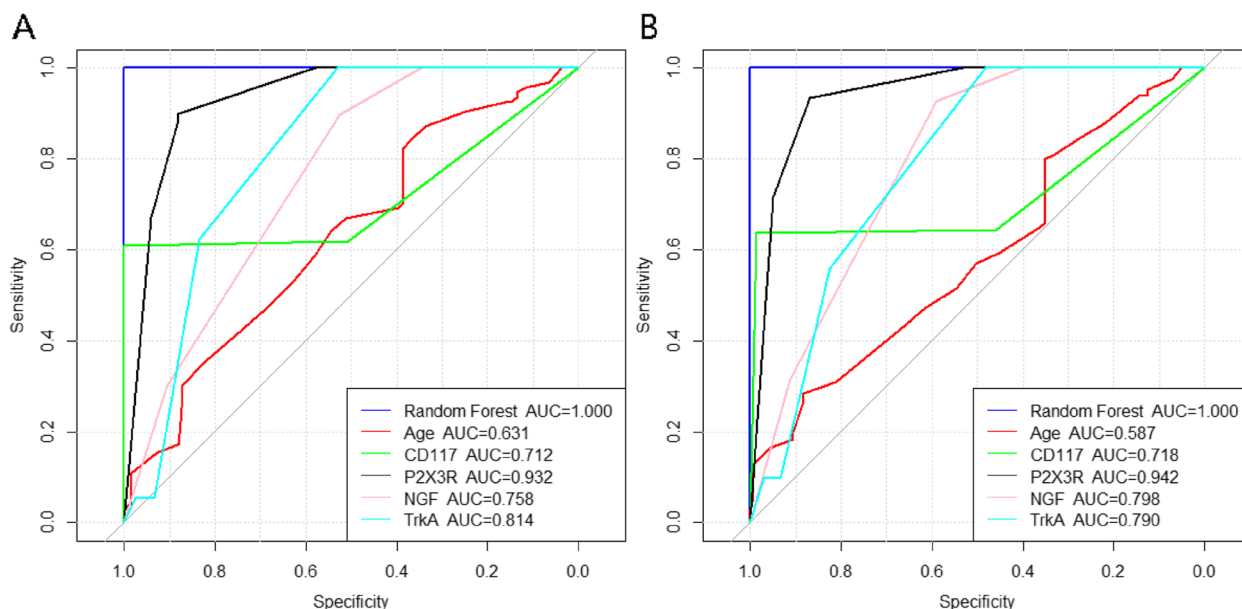 A
Sensitivity
1.0
0.8
0.6
0.4
0.2
0.0
Random Forest AUC=1.000
Age AUC=0.631
CD117 AUC=0.712
P2X3R AUC=0.932
NGF AUC=0.758
TrkA AUC=0.814
1.0 0.8 0.6 0.4 0.2 0.0
Specificity
B
Sensitivity
1.0
0.8
0.6
0.4
0.2
0.0
Random Forest AUC=1.000
Age AUC=0.587
CD117 AUC=0.718
P2X3R AUC=0.942
NGF AUC=0.798
TrkA AUC=0.790
1.0 0.8 0.6 0.4 0.2 0.0
Specificity